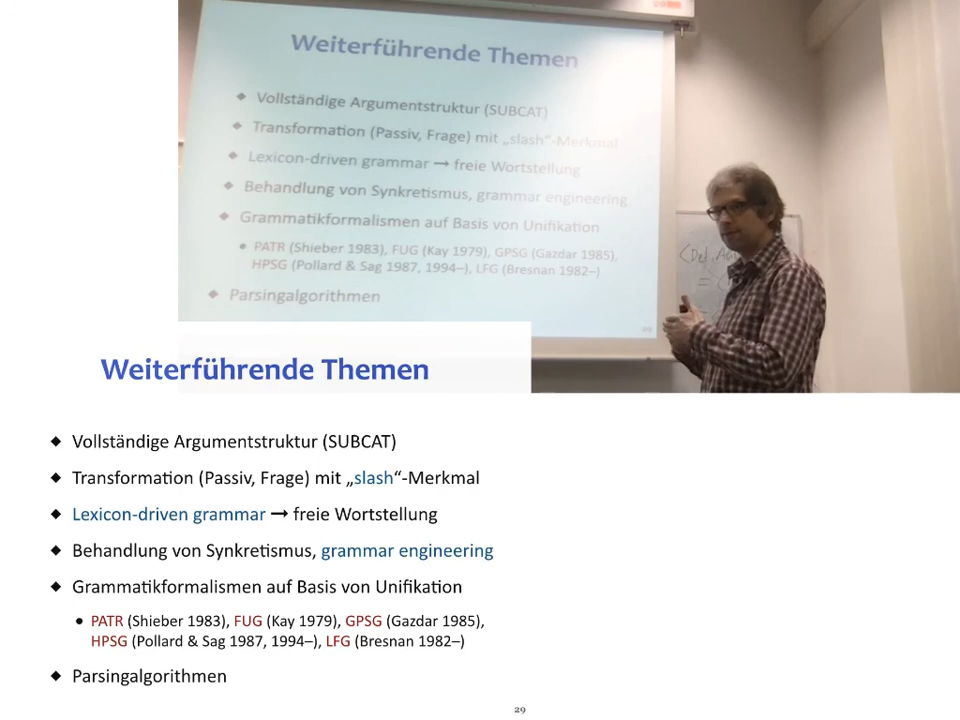 Weiterführende Themen
◆ Vollständige Argumentstruktur (SUBCAT)
◆ Transformation (Passiv, Frage) mit „slash“-Merkmal
◆ Lexicon-driven grammar → freie Wortstellung
◆ Behandlung von Synkretismus, grammar engineering
◆ Grammatikformalismen auf Basis von Unifikation
• PATR (Shieber 1983), FUG (Kay 1979), GPSG (Gazdar 1985),
HPSG (Pollard & Sag 1987, 1994–), LFG (Bresnan 1982–)
◆ Parsingalgorithmen
29
Weiterführende Themen
◆ Vollständige Argumentstruktur (SUBCAT)
◆ Transformation (Passiv, Frage) mit „slash“-Merkmal
◆ Lexicon-driven grammar → freie Wortstellung
◆ Behandlung von Synkretismus, grammar engineering
◆ Grammatikformalismen auf Basis von Unifikation
• PATR (Shieber 1983), FUG (Kay 1979), GPSG (Gazdar 1985),
HPSG (Pollard & Sag 1987, 1994–), LFG (Bresnan 1982–)
◆ Parsingalgorithmen
29